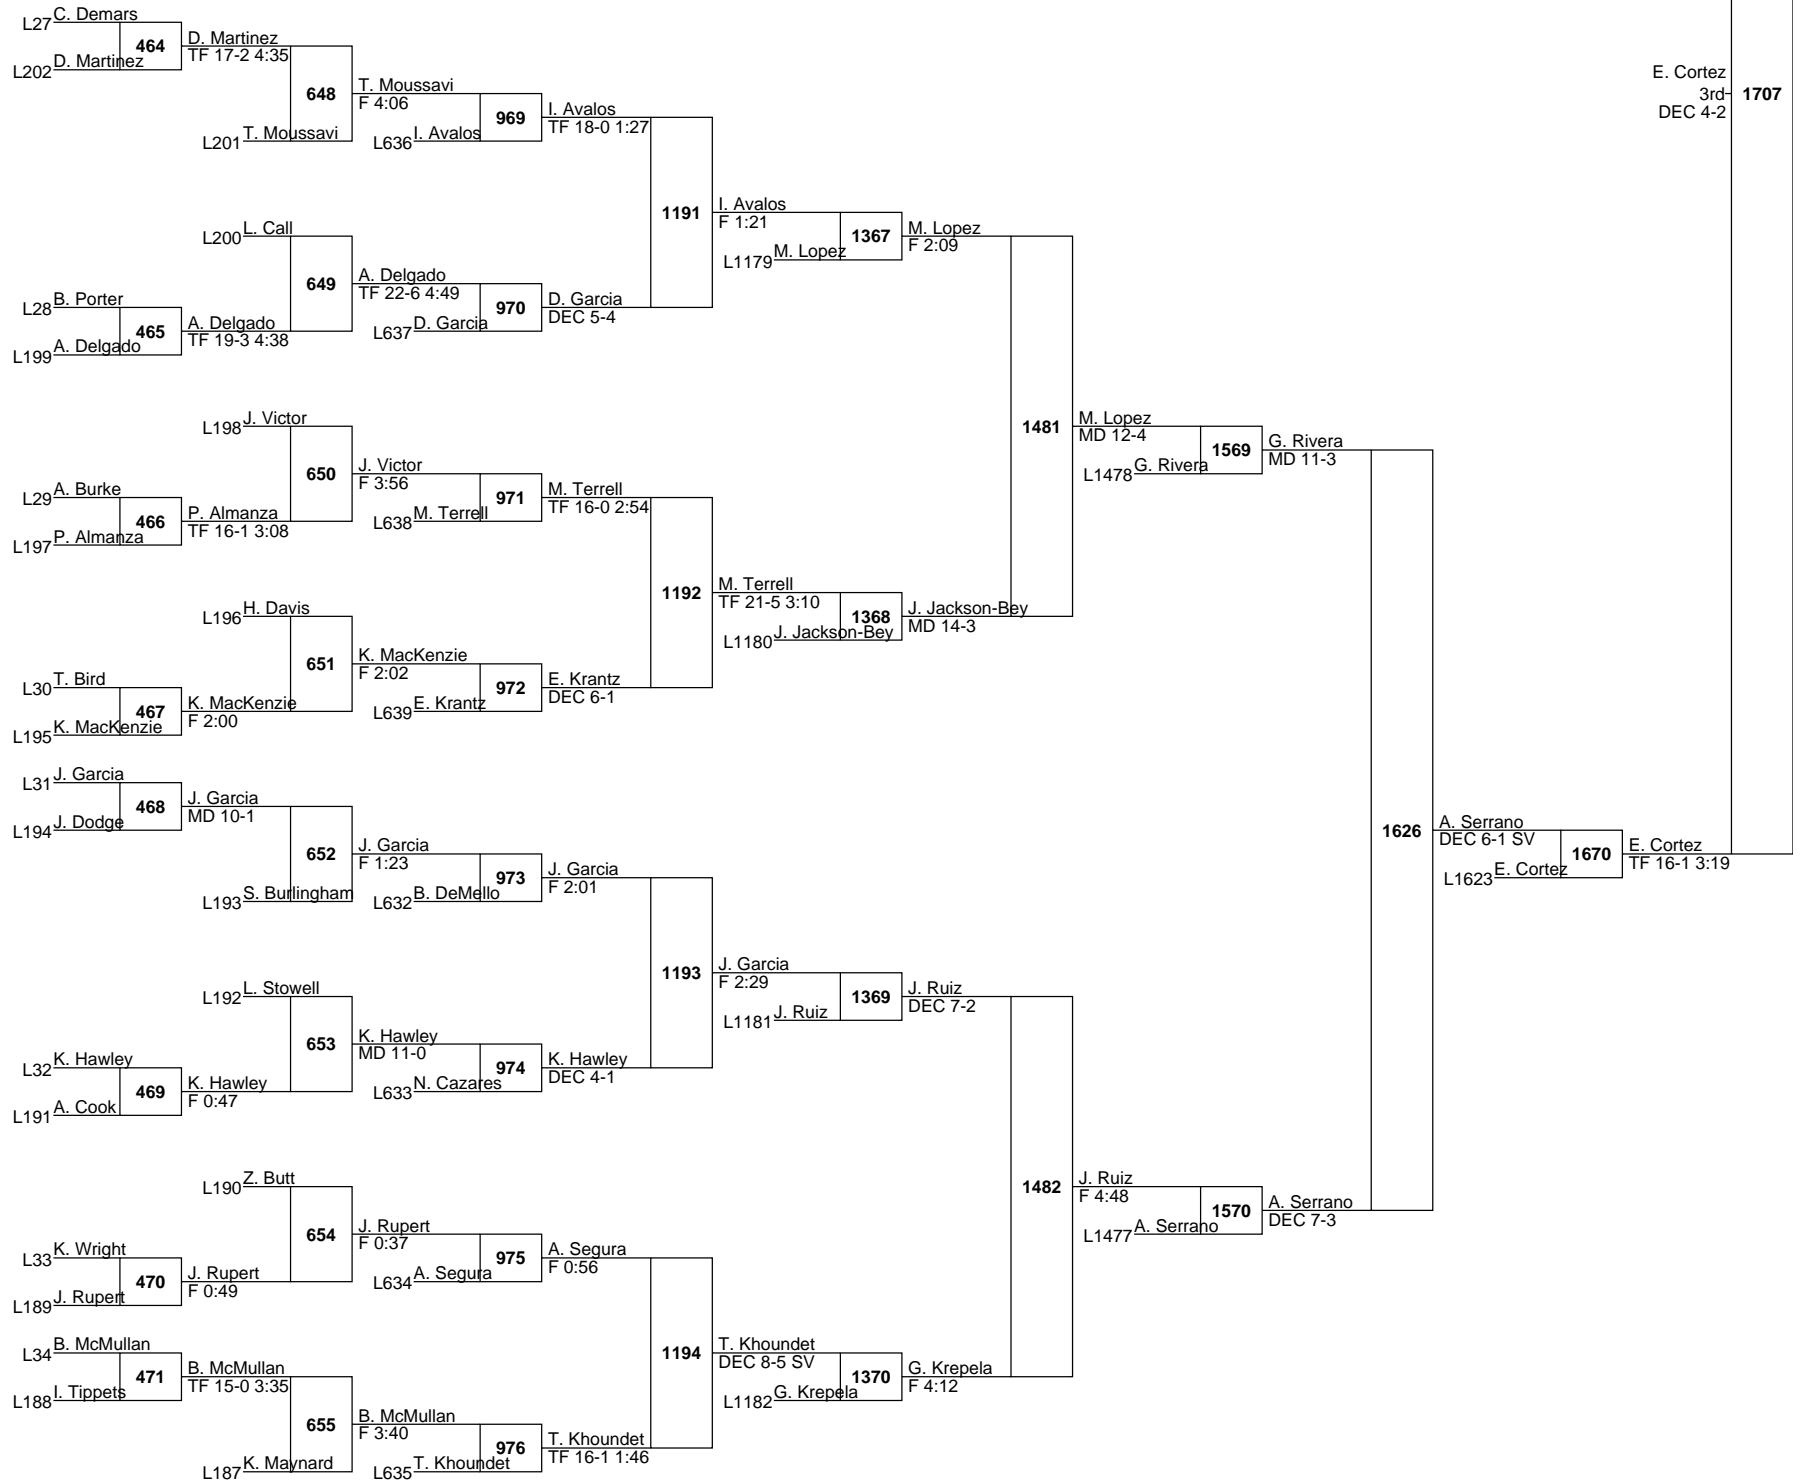 L27 C. Demars
464
L202 D. Martinez
D. Martinez
TF 17-2 4:35
648
L201 T. Moussavi
T. Moussavi
F 4:06
969
L636 I. Avalos
I. Avalos
TF 18-0 1:27
1191
L200 L. Call
649
L28 B. Porter
465
L199 A. Delgado
A. Delgado
TF 19-3 4:38
A. Delgado
TF 22-6 4:49
970
L637 D. Garcia
D. Garcia
DEC 5-4
I. Avalos
F 1:21
1367
L1179 M. Lopez
M. Lopez
F 2:09
1481
L198 J. Victor
650
L29 A. Burke
466
L197 P. Almanza
P. Almanza
TF 16-1 3:08
J. Victor
F 3:56
971
L638 M. Terrell
M. Terrell
TF 16-0 2:54
1192
L196 H. Davis
651
L30 T. Bird
467
L195 K. MacKenzie
K. MacKenzie
F 2:00
K. MacKenzie
F 2:02
972
L639 E. Krantz
E. Krantz
DEC 6-1
M. Terrell
TF 21-5 3:10
1368
L1180 J. Jackson-Bey
J. Jackson-Bey
MD 14-3
M. Lopez
MD 12-4
1569
L1478 G. Rivera
G. Rivera
MD 11-3
1626
L31 J. Garcia
468
L194 J. Dodge
J. Garcia
MD 10-1
652
L193 S. Burlingham
J. Garcia
F 1:23
973
L632 B. DeMello
J. Garcia
F 2:01
1193
L192 L. Stowell
653
L32 K. Hawley
469
L191 A. Cook
K. Hawley
F 0:47
K. Hawley
MD 11-0
974
L633 N. Cazares
K. Hawley
DEC 4-1
J. Garcia
F 2:29
1369
L1181 J. Ruiz
J. Ruiz
DEC 7-2
1482
L190 Z. Butt
654
L33 K. Wright
470
L189 J. Rupert
J. Rupert
F 0:49
J. Rupert
F 0:37
975
L634 A. Segura
A. Segura
F 0:56
1194
L34 B. McMullan
471
L188 I. Tippets
B. McMullan
TF 15-0 3:35
655
L187 K. Maynard
B. McMullan
F 3:40
976
L635 T. Khoundet
T. Khoundet
TF 16-1 1:46
T. Khoundet
DEC 8-5 SV
1370
L1182 G. Krepela
G. Krepela
F 4:12
J. Ruiz
F 4:48
1570
L1477 A. Serrano
A. Serrano
DEC 7-3
A. Serrano
DEC 6-1 SV
1670
L1623 E. Cortez
E. Cortez
TF 16-1 3:19
1707
E. Cortez
3rd
DEC 4-2